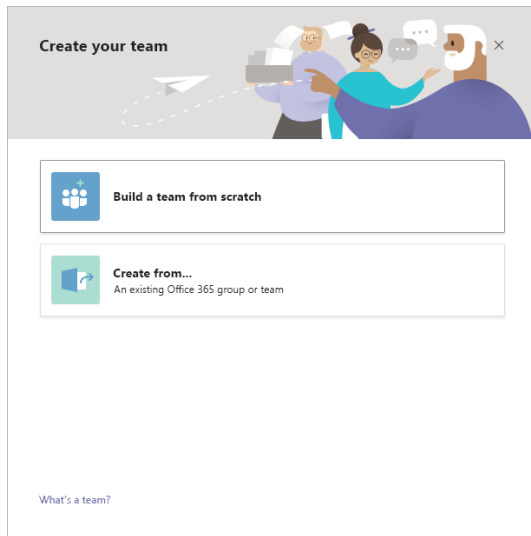 Create your team
Build a team from scratch
Create from...
An existing Office 365 group or team
What's a team?